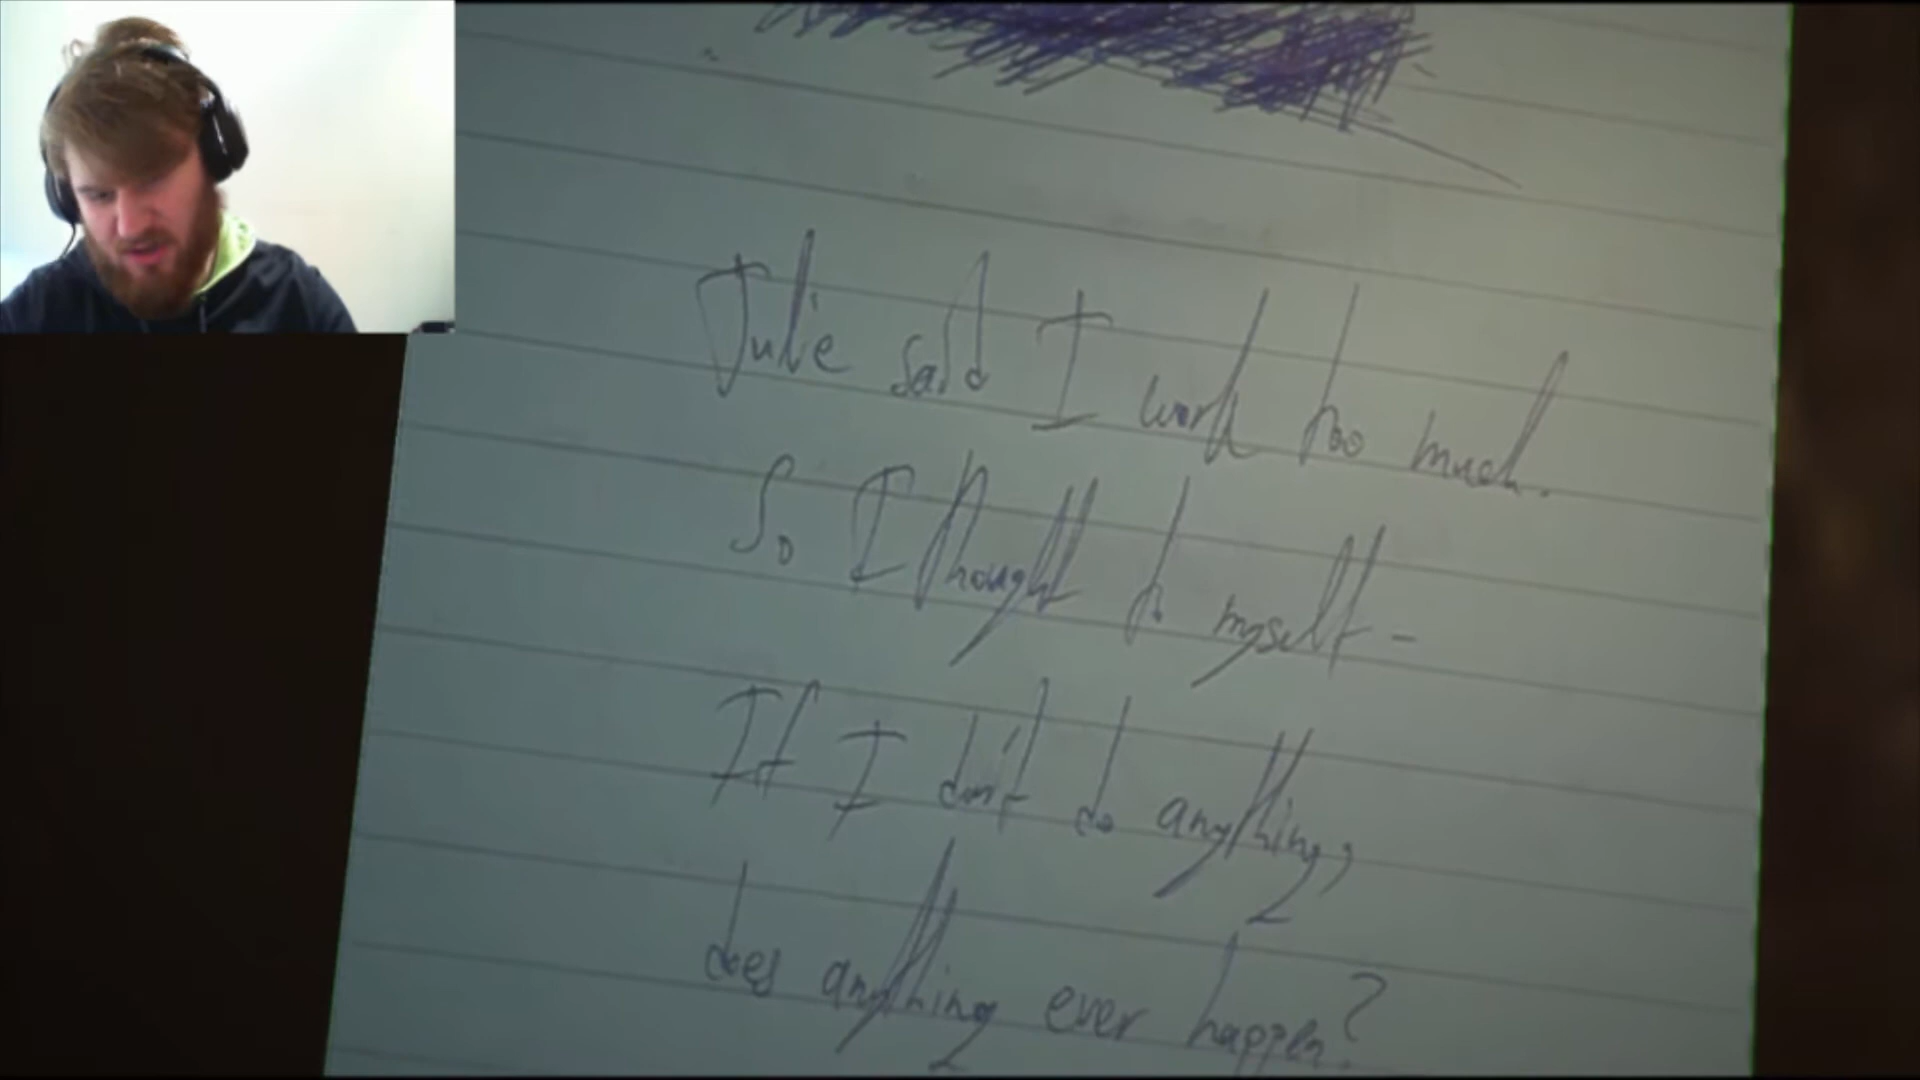 Julie said I work too much.
So I thought to myself -
If I don't do anything,
does anything ever happen?